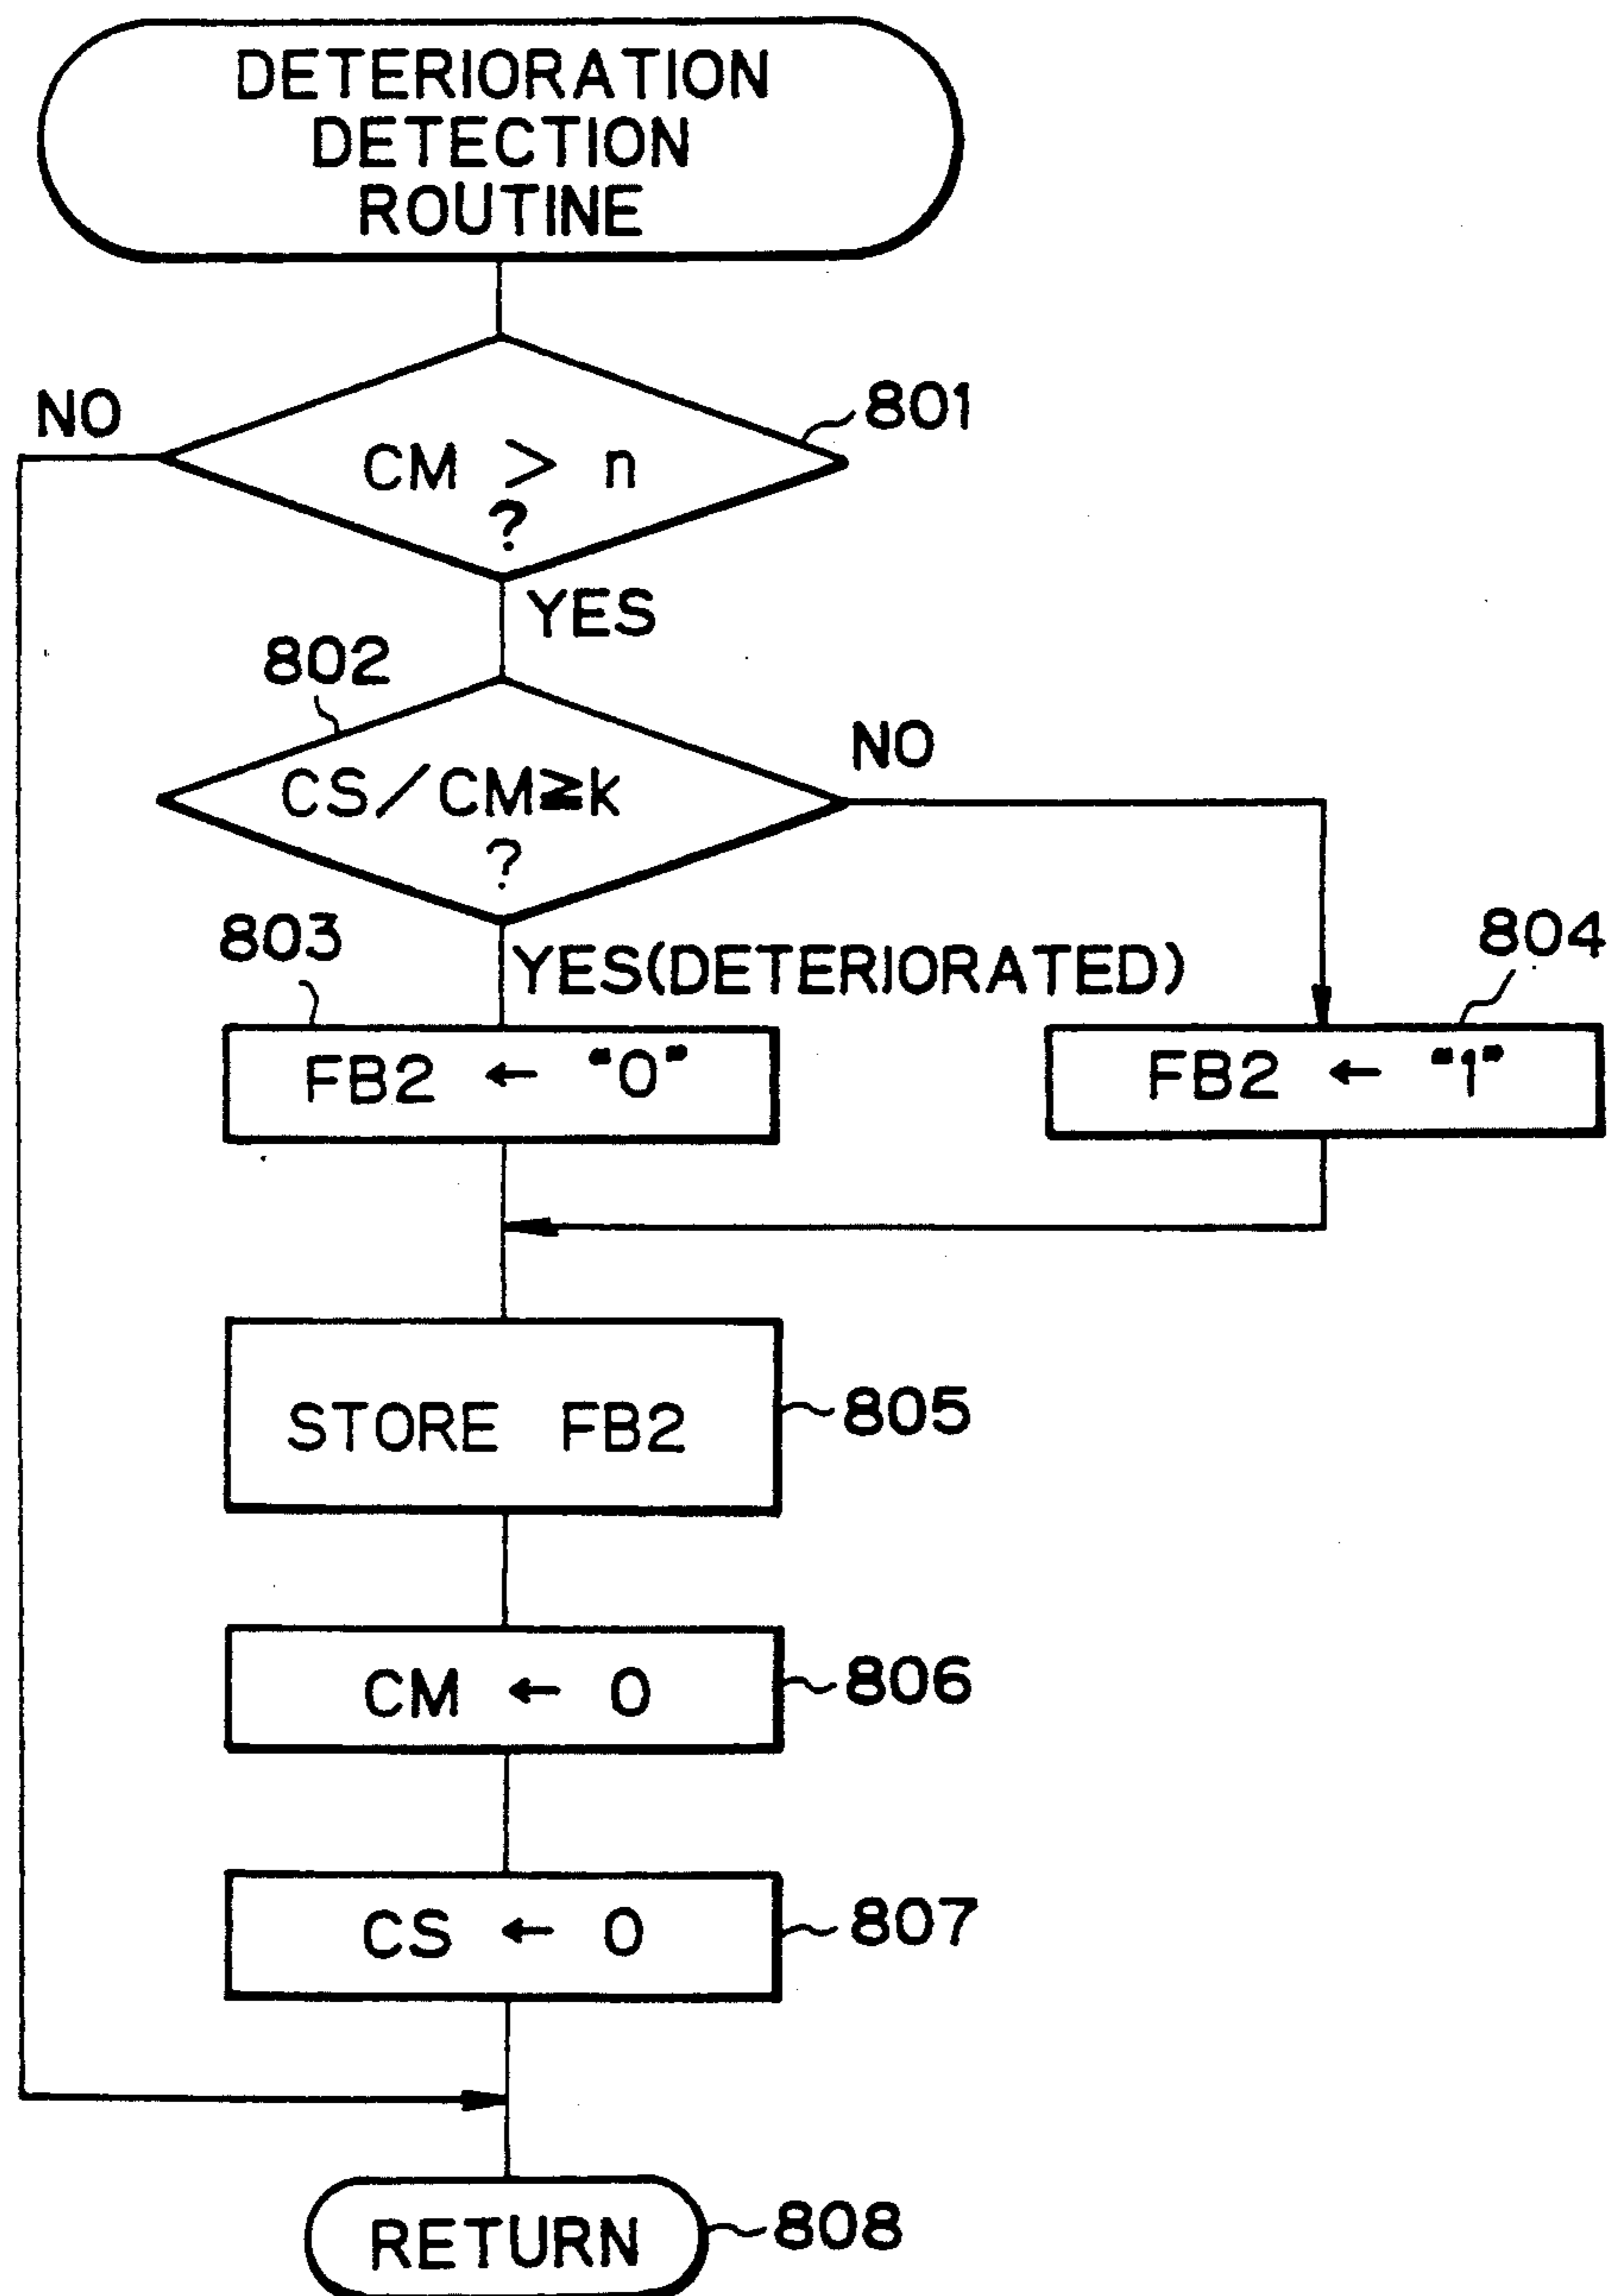 DETERIORATION
DETECTION
ROUTINE
NO
801
CM > n
?
YES
802
NO
CS/CM≧k
?
803
YES(DETERIORATED)
804
FB2 ← "0"
FB2 ← "1"
STORE FB2
805
CM ← 0
806
CS ← 0
807
RETURN
808